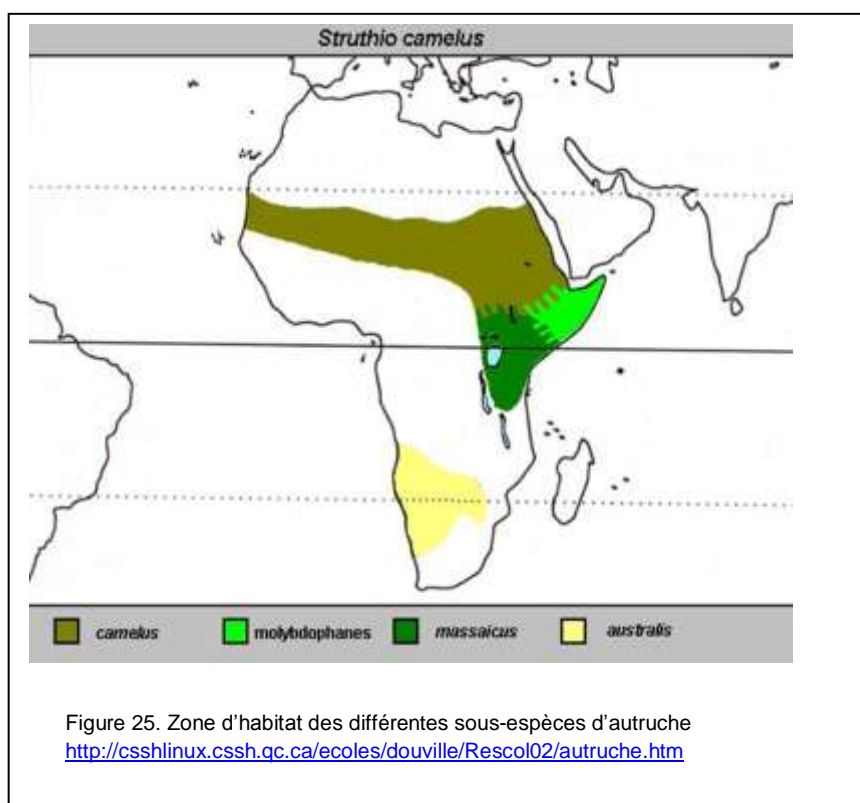 Struthio camelus
camelus molybdophanes massaicus australis
Figure 25. Zone d'habitat des différentes sous-espèces d'autruche
http://csshlinux.cssh.qc.ca/ecoles/douville/Rescol02/autruche.htm